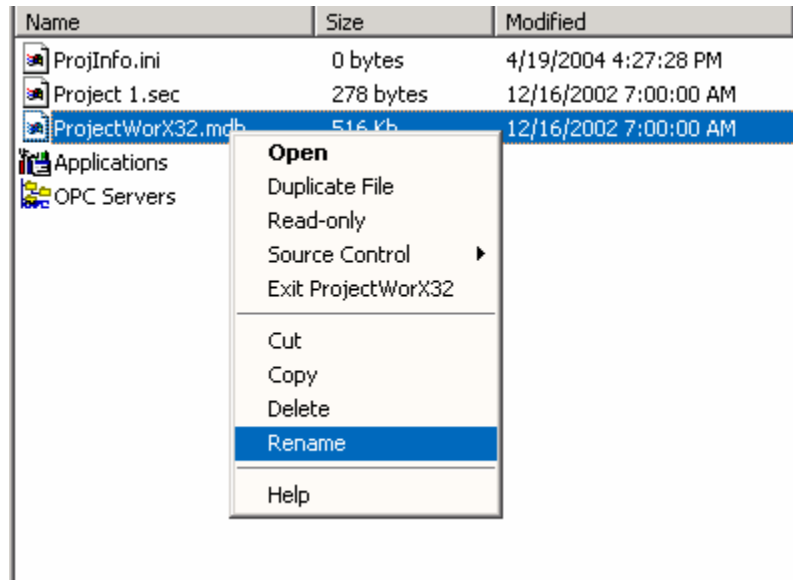 Name Size Modified
ProjInfo.ini 0 bytes 4/19/2004 4:27:28 PM
Project 1.sec 278 bytes 12/16/2002 7:00:00 AM
ProjectWorX32.mdb 516 Kb 12/16/2002 7:00:00 AM
Applications
OPC Servers
Open
Duplicate File
Read-only
Source Control
Exit ProjectWorX32
Cut
Copy
Delete
Rename
Help